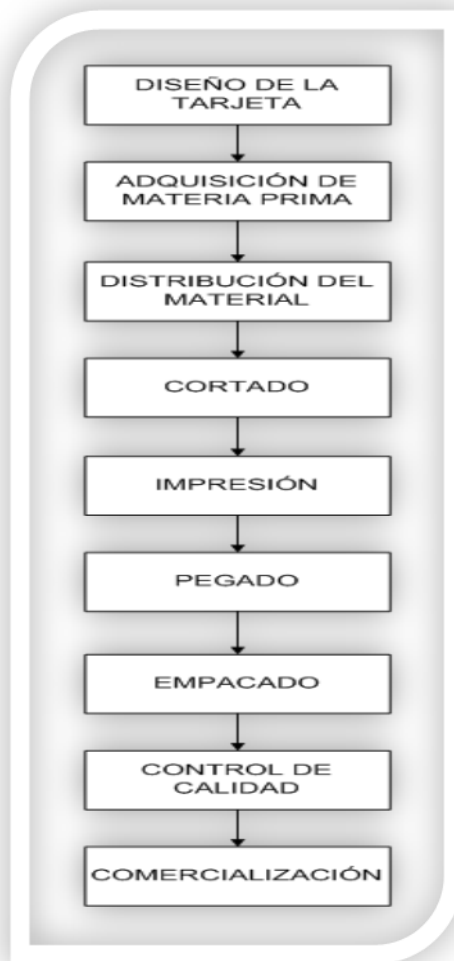 DISEÑO DE LA
TARJETA
ADQUISICIÓN DE
MATERIA PRIMA
DISTRIBUCIÓN DEL
MATERIAL
CORTADO
IMPRESIÓN
PEGADO
EMPACADO
CONTROL DE
CALIDAD
COMERCIALIZACIÓN